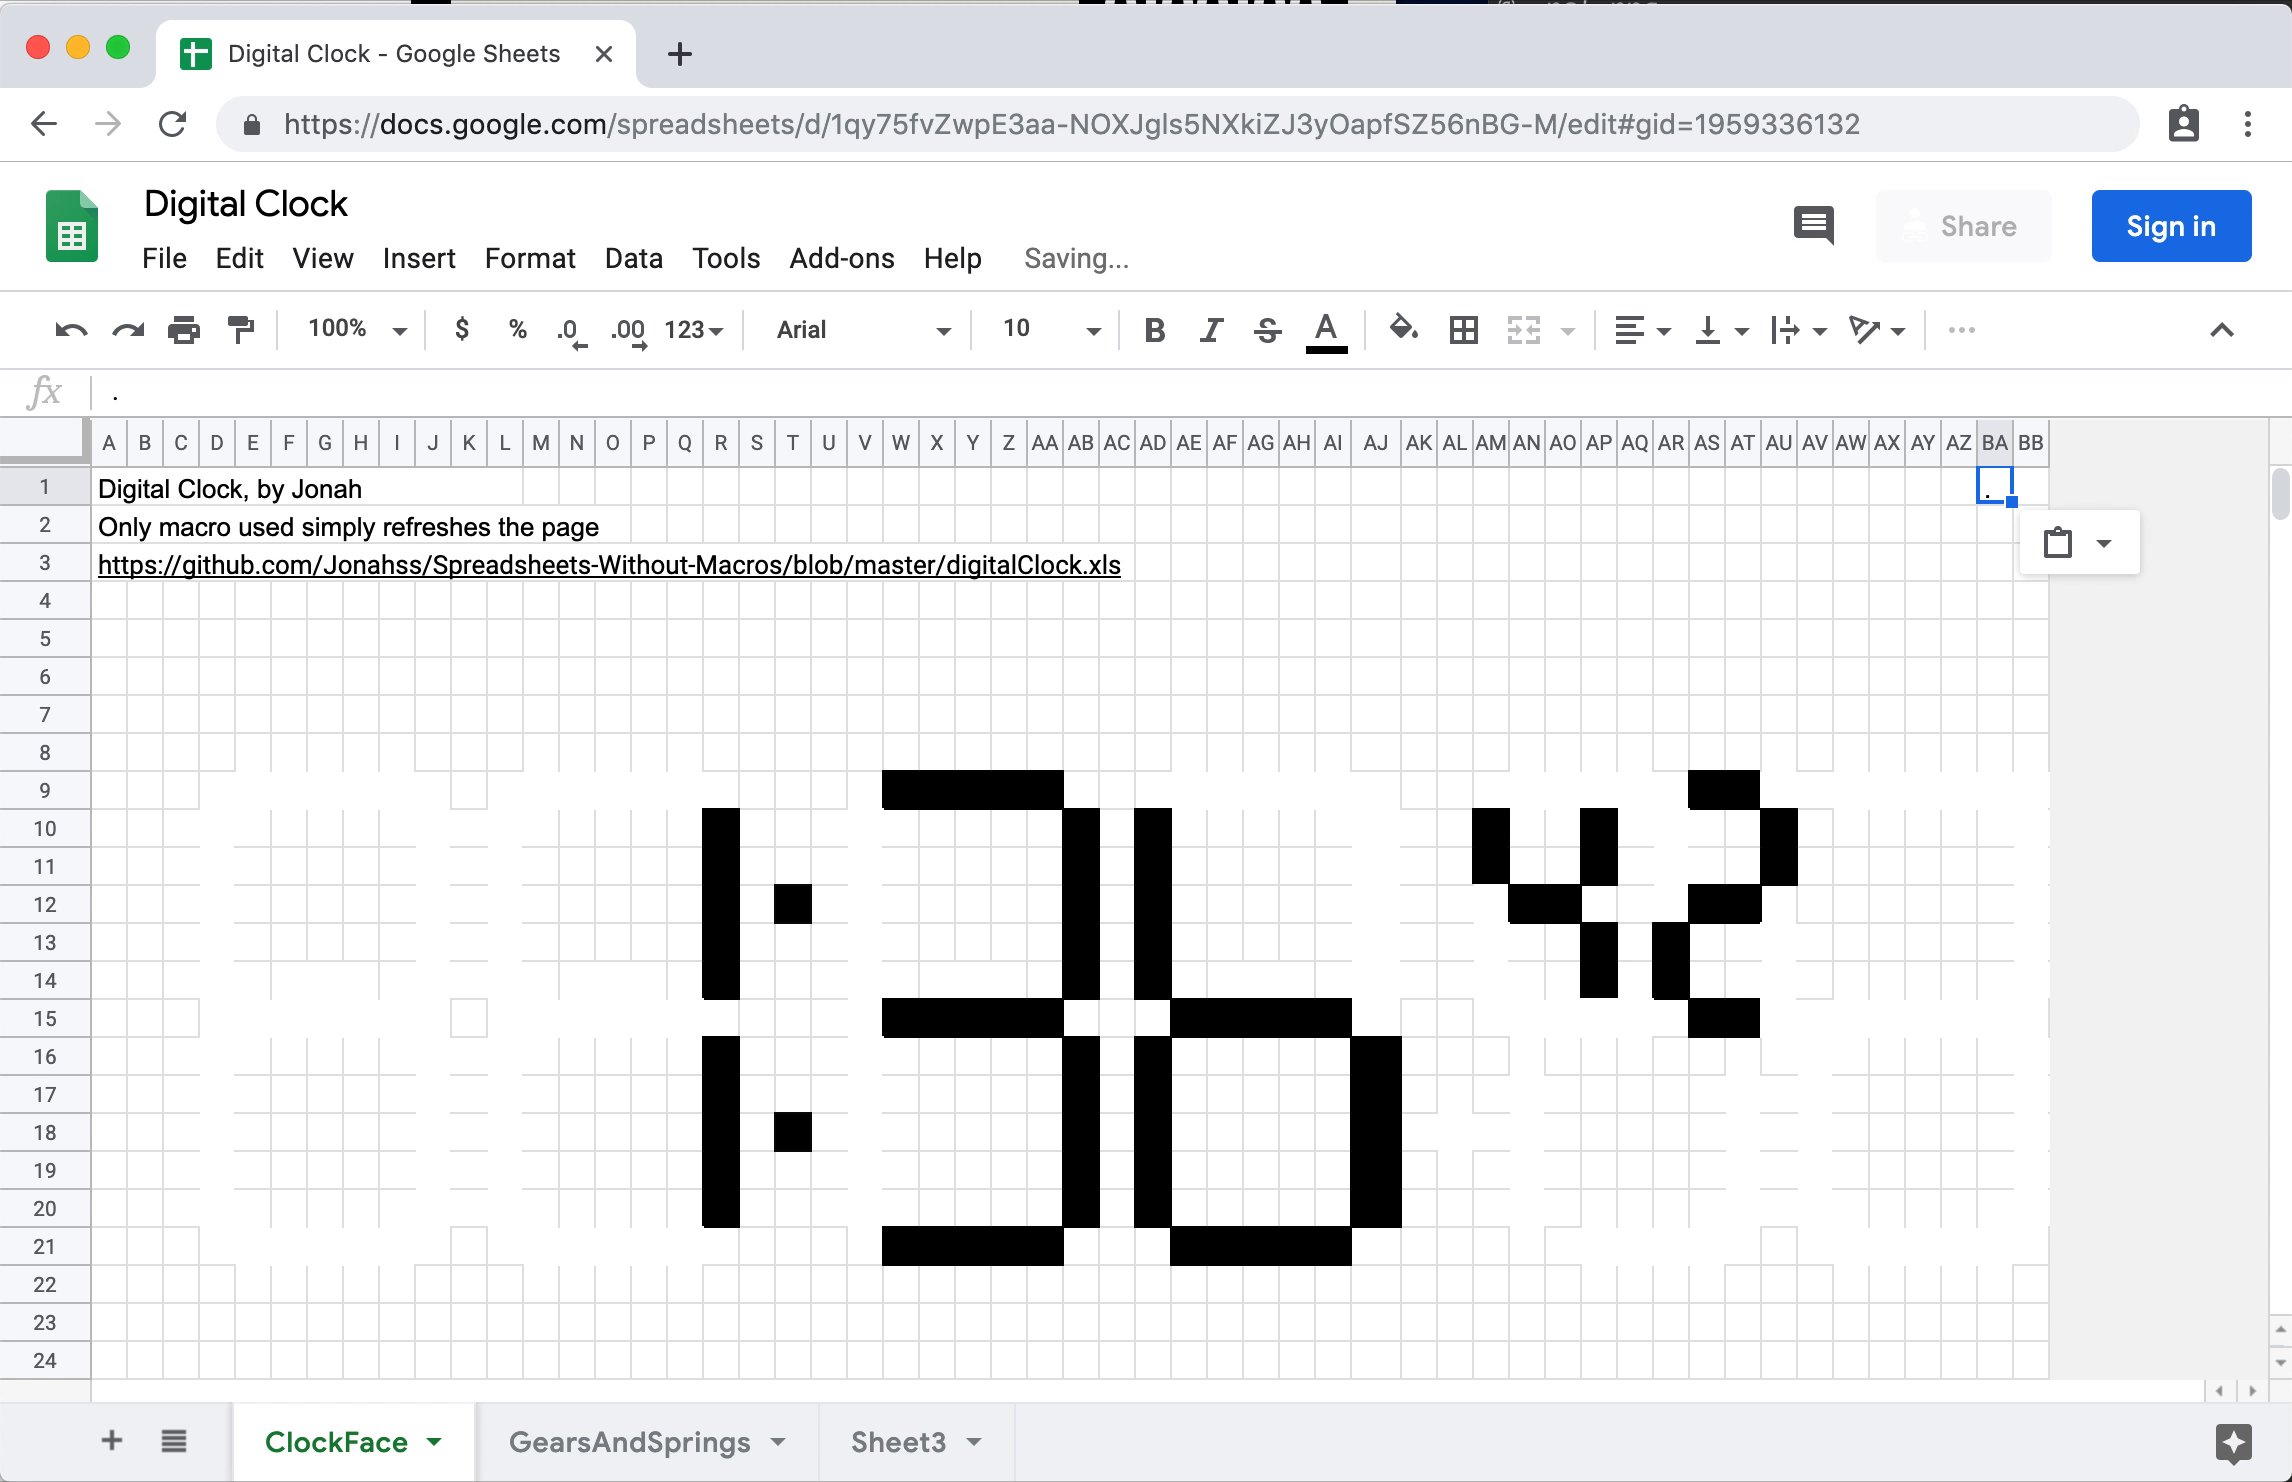 Digital Clock - Google Sheets
https://docs.google.com/spreadsheets/d/1qy75fvZwpE3aa-NOXJgls5NXkiZJ3yOapfSZ56nBG-M/edit#gid=1959336132
Digital Clock
Share
Sign in
File Edit View Insert Format Data Tools Add-ons Help Saving...
100% $ % .0 .00 123 Arial 10 B I S A
fx .
A B C D E F G H I J K L M N O P Q R S T U V W X Y Z AA AB AC AD AE AF AG AH AI AJ AK AL AM AN AO AP AQ AR AS AT AU AV AW AX AY AZ BA BB
1 Digital Clock, by Jonah .
2 Only macro used simply refreshes the page
3 https://github.com/Jonahss/Spreadsheets-Without-Macros/blob/master/digitalClock.xls
4
5
6
7
8
9
10
11
12
13
14
15
16
17
18
19
20
21
22
23
24
1:36 42
ClockFace GearsAndSprings Sheet3